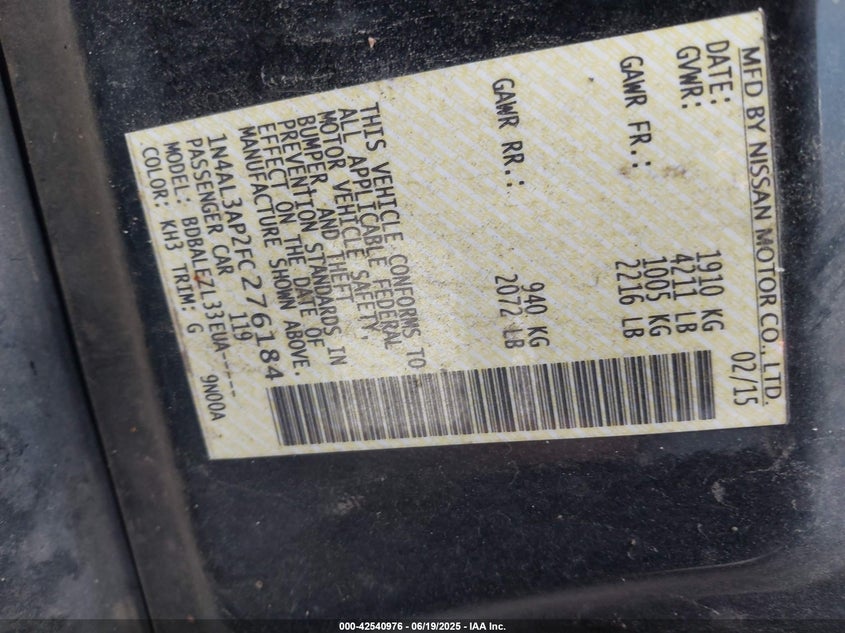 MFD BY NISSAN MOTOR CO., LTD.
DATE: 02/15
GVWR: 1910 KG
4211 LB
GAWR FR.: 1005 KG
2216 LB
GAWR RR.: 940 KG
2072 LB
THIS VEHICLE CONFORMS TO
ALL APPLICABLE FEDERAL
MOTOR VEHICLE SAFETY,
BUMPER, AND THEFT
PREVENTION STANDARDS IN
EFFECT ON THE DATE OF
MANUFACTURE SHOWN ABOVE.
1N4AL3AP2FC276184
PASSENGER CAR 119
MODEL: BDBALEZL33EUA----- 9N00A
COLOR: KH3 TRIM: G
000-42540976 - 06/19/2025 - IAA Inc.